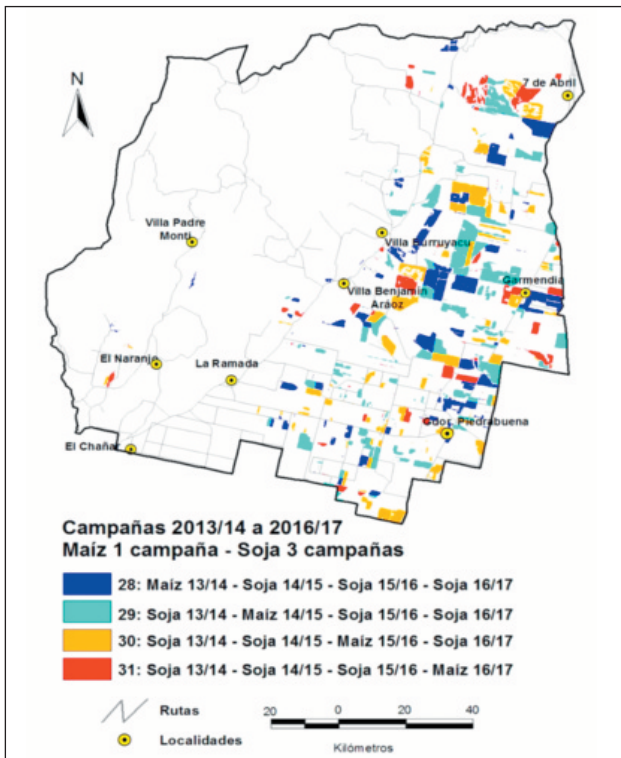 N
7 de Abril
Villa Padre
Monti
Villa Burruyacu
Garmendia
Villa Benjamín
Aráoz
El Naranjo
La Ramada
Gdor. Piedrabuena
El Chañar
Campañas 2013/14 a 2016/17
Maíz 1 campaña - Soja 3 campañas
28: Maíz 13/14 - Soja 14/15 - Soja 15/16 - Soja 16/17
29: Soja 13/14 - Maíz 14/15 - Soja 15/16 - Soja 16/17
30: Soja 13/14 - Soja 14/15 - Maíz 15/16 - Soja 16/17
31: Soja 13/14 - Soja 14/15 - Soja 15/16 - Maíz 16/17
Rutas
Localidades
20 0 20 40
Kilómetros